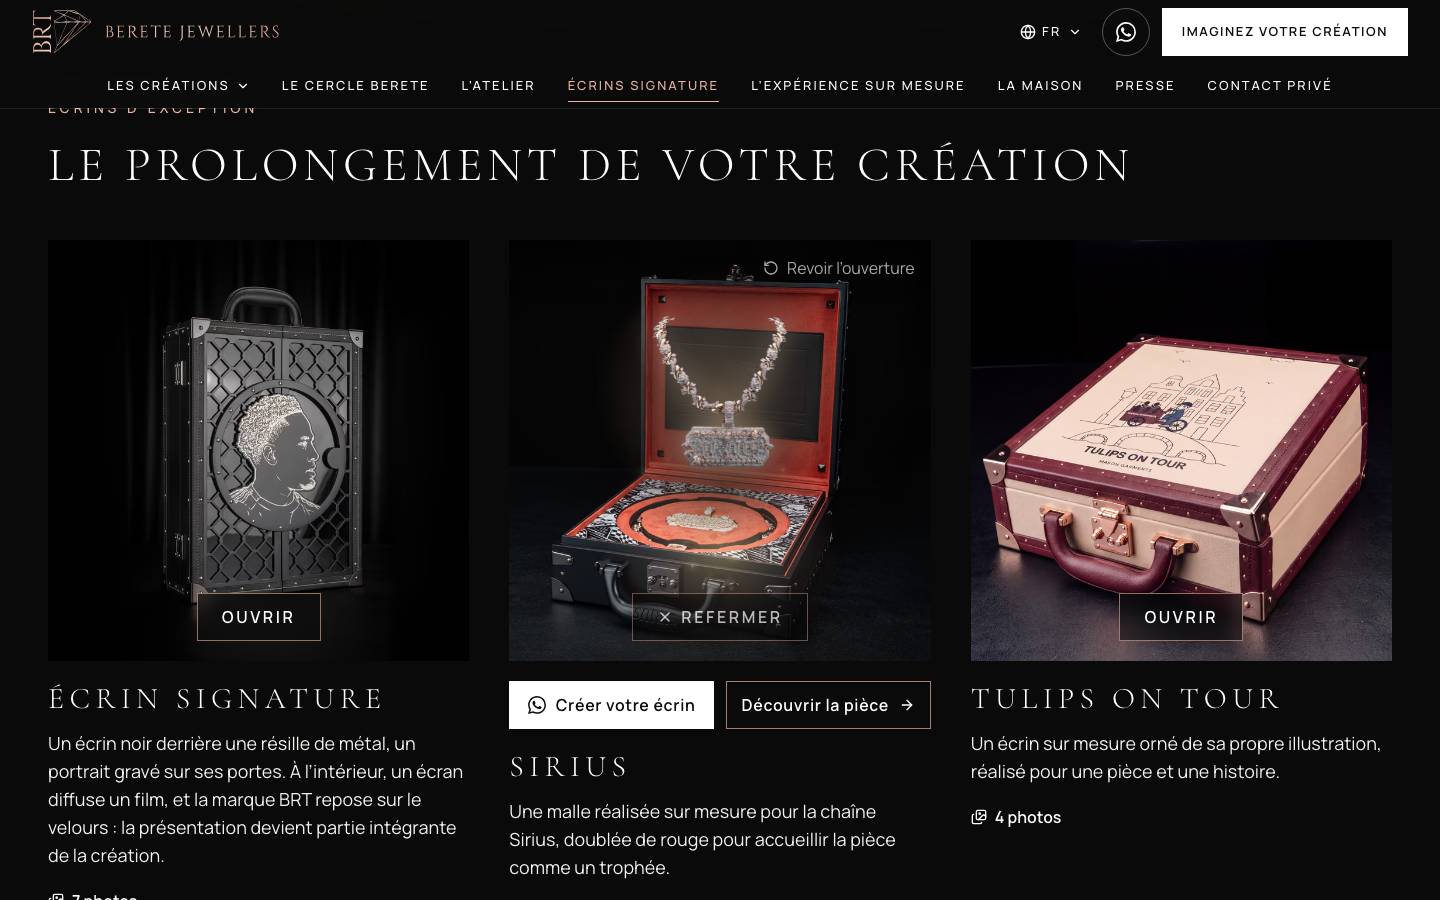 BRT
BERETE JEWELLERS
FR
IMAGINEZ VOTRE CRÉATION
LES CRÉATIONS
LE CERCLE BERETE
L'ATELIER
ÉCRINS SIGNATURE
L'EXPÉRIENCE SUR MESURE
LA MAISON
PRESSE
CONTACT PRIVÉ
ÉCRINS D'EXCEPTION
LE PROLONGEMENT DE VOTRE CRÉATION
Revoir l'ouverture
TULIPS ON TOUR
MAISON GARMENTS
OUVRIR
REFERMER
OUVRIR
ÉCRIN SIGNATURE
Un écrin noir derrière une résille de métal, un
portrait gravé sur ses portes. À l'intérieur, un écran
diffuse un film, et la marque BRT repose sur le
velours : la présentation devient partie intégrante
de la création.
7 photos
Créer votre écrin
Découvrir la pièce
SIRIUS
Une malle réalisée sur mesure pour la chaîne
Sirius, doublée de rouge pour accueillir la pièce
comme un trophée.
TULIPS ON TOUR
Un écrin sur mesure orné de sa propre illustration,
réalisé pour une pièce et une histoire.
4 photos